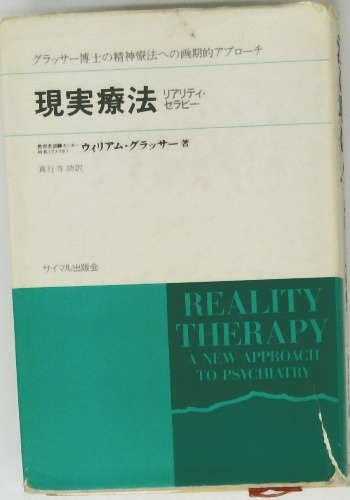 グラッサー博士の精神療法への画期的アプローチ
現実療法 リアリティ・
セラピー
ウィリアム・グラッサー 著
真行寺 功訳
サイマル出版会
REALITY
THERAPY
A NEW APPROACH
TO PSYCHIATRY